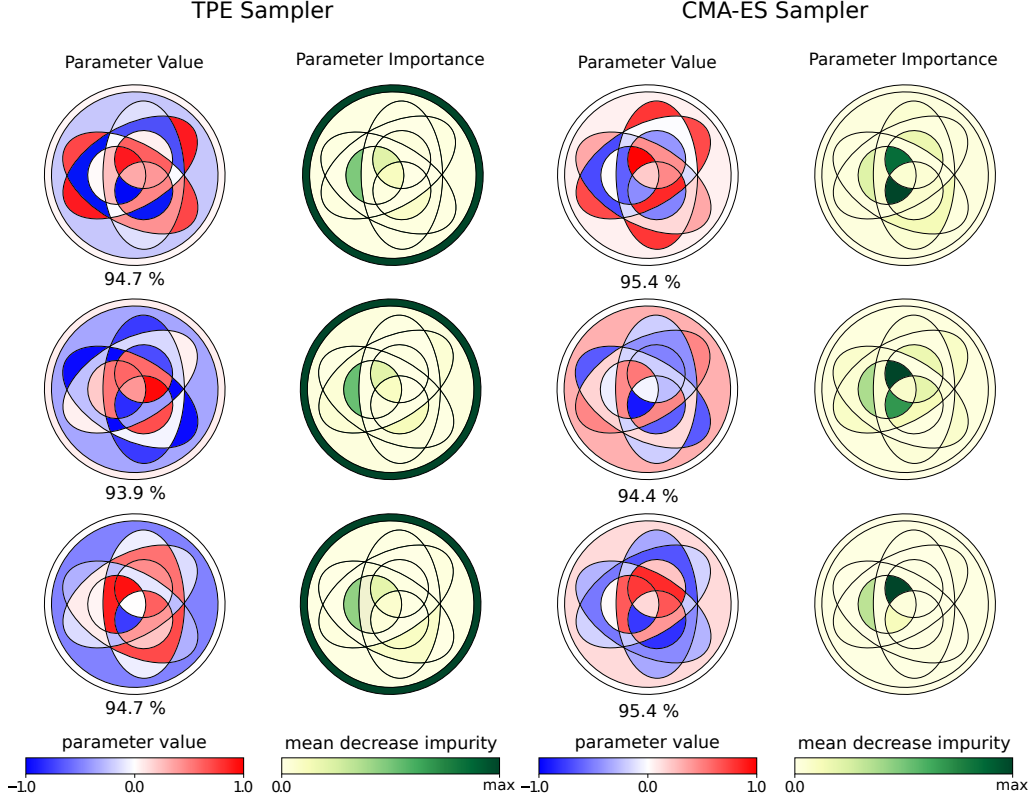 TPE Sampler
CMA-ES Sampler
Parameter Value
Parameter Importance
Parameter Value
Parameter Importance
94.7 %
95.4 %
93.9 %
94.4 %
94.7 %
95.4 %
parameter value
mean decrease impurity
parameter value
mean decrease impurity
−1.0 0.0 1.0
0.0 max
−1.0 0.0 1.0
0.0 max